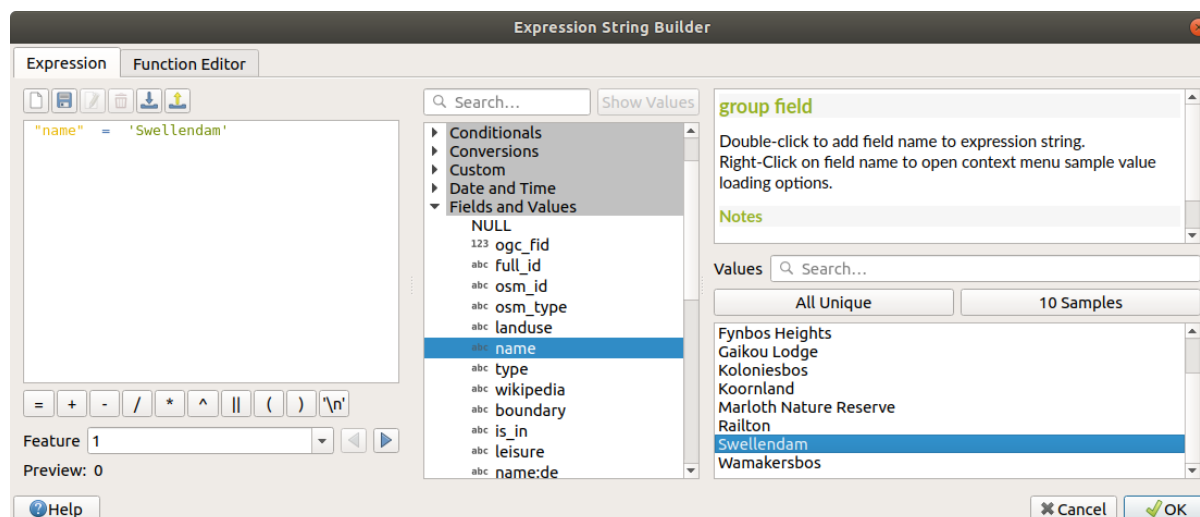 Expression String Builder
Expression
Function Editor
"name" = 'Swellendam'
= + - / * ^ || ( ) '\n'
Feature 1
Preview: 0
Search...
Show Values
Conditionals
Conversions
Custom
Date and Time
Fields and Values
NULL
123 ogc_fid
abc full_id
abc osm_id
abc osm_type
abc landuse
abc name
abc type
abc wikipedia
abc boundary
abc is_in
abc leisure
abc name:de
group field
Double-click to add field name to expression string.
Right-Click on field name to open context menu sample value
loading options.
Notes
Values
Search...
All Unique
10 Samples
Fynbos Heights
Gaikou Lodge
Koloniesbos
Koornland
Marloth Nature Reserve
Railton
Swellendam
Wamakersbos
Help
Cancel
OK